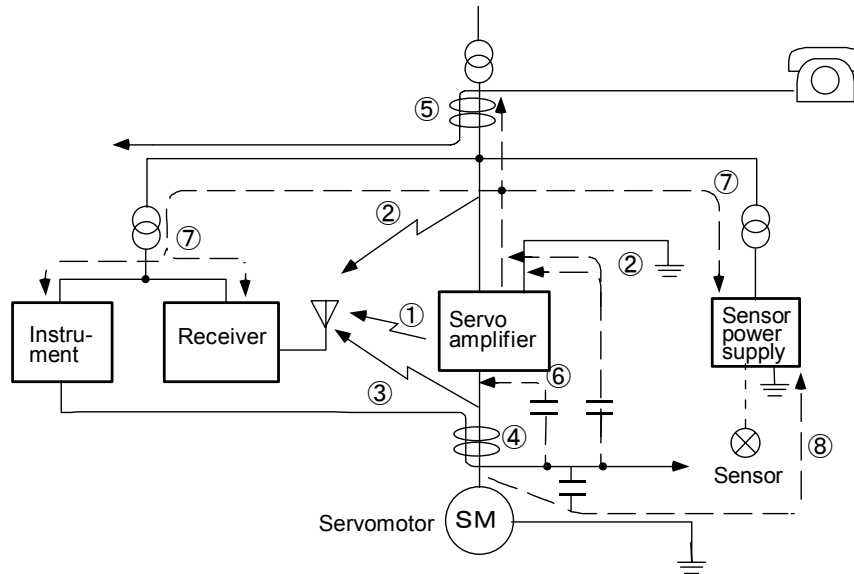 ⑤
②
⑦
⑦
②
①
Instru-
ment
Receiver
Servo
amplifier
Sensor
power
supply
③
⑥
④
⑧
Sensor
Servomotor
SM